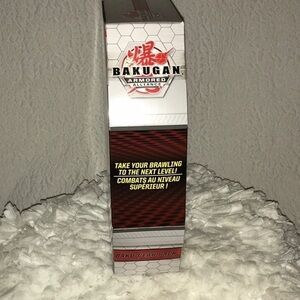 爆
BAKUGAN
ARMORED
ALLIANCE
TAKE YOUR BRAWLING
TO THE NEXT LEVEL!
COMBATS AU NIVEAU
SUPÉRIEUR !